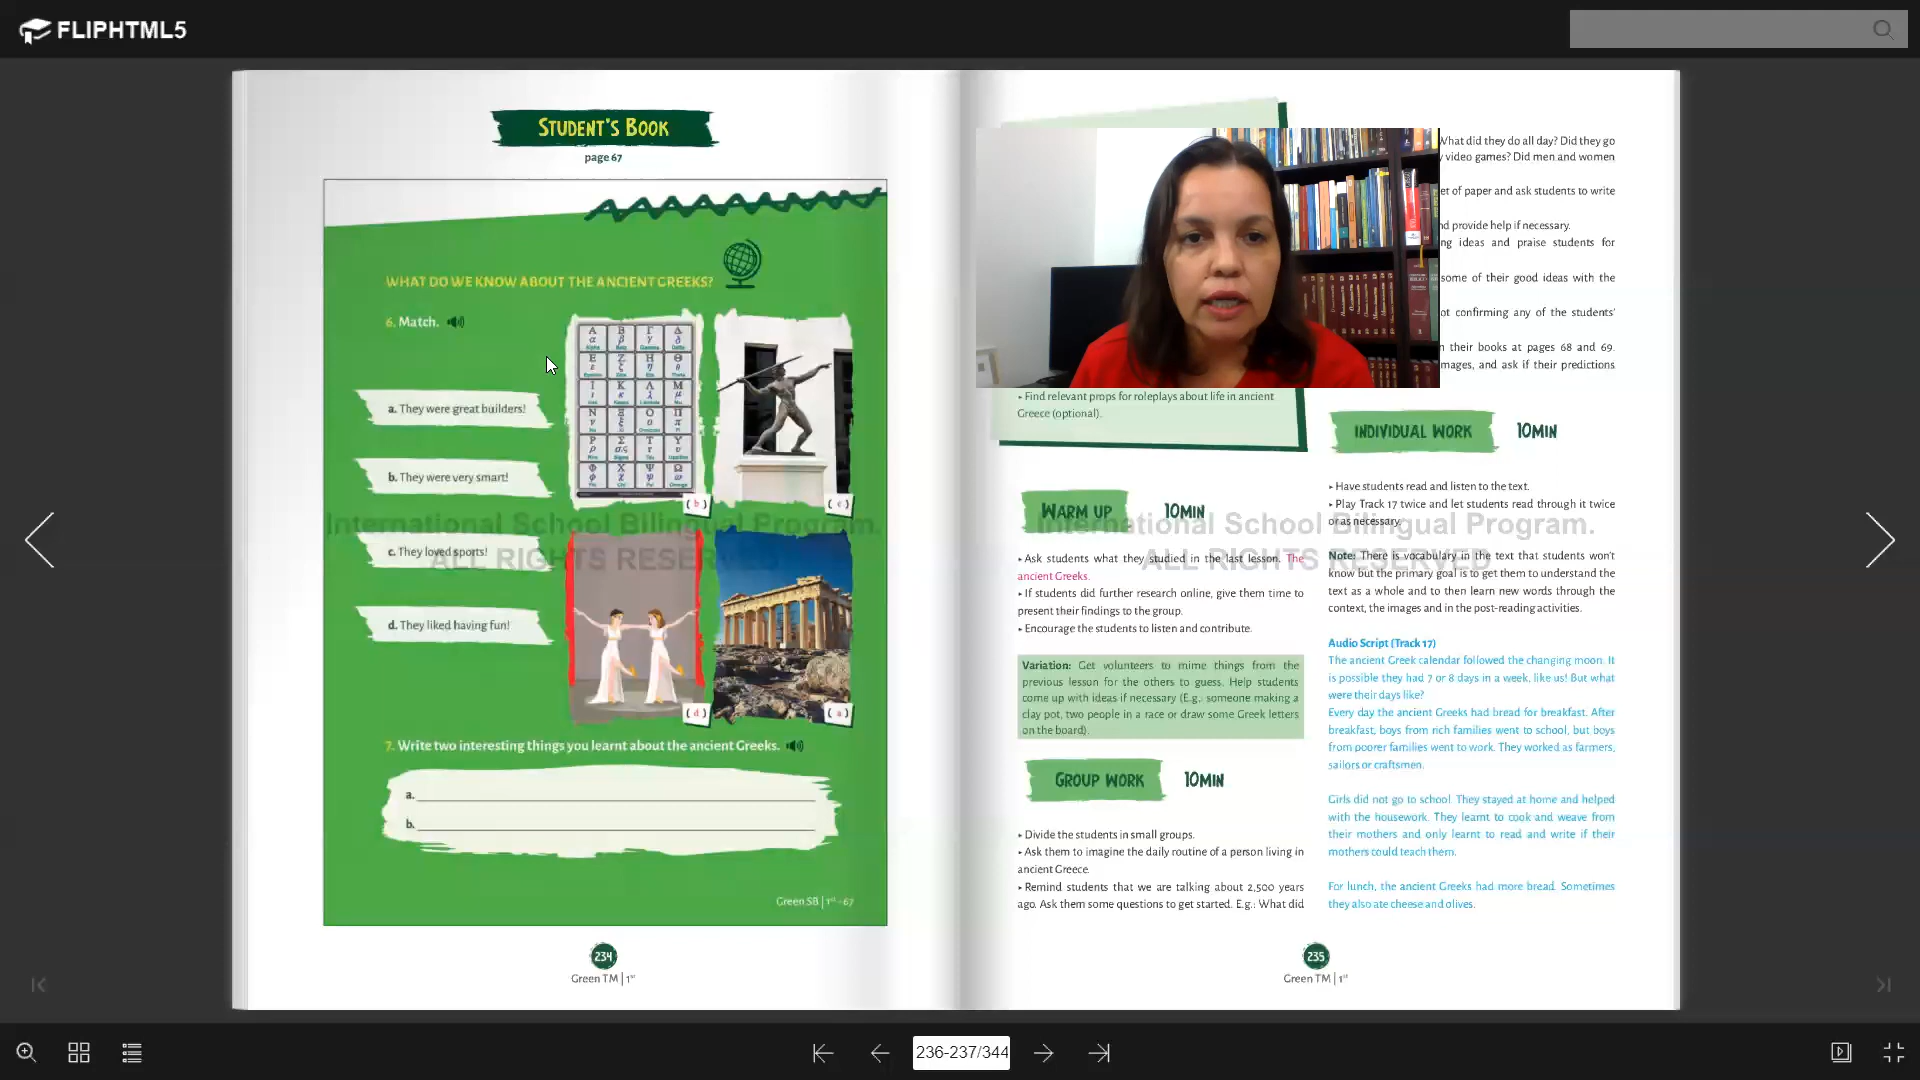 FLIPHTML5
STUDENT'S BOOK
page 67
WHAT DO WE KNOW ABOUT THE ANCIENT GREEKS?
6. Match.
a. They were great builders!
b. They were very smart!
c. They loved sports!
d. They liked having fun!
( b )
( c )
( d )
( a )
International School Bilingual Program.
ALL RIGHTS RESERVED
7. Write two interesting things you learnt about the ancient Greeks.
a.
b.
Green SB | 1st - 67
234
Green TM | 1st
▸ Find relevant props for roleplays about life in ancient
Greece (optional).
WARM UP 10MIN
▸ Ask students what they studied in the last lesson. The
ancient Greeks.
▸ If students did further research online, give them time to
present their findings to the group.
▸ Encourage the students to listen and contribute.
Variation: Get volunteers to mime things from the
previous lesson for the others to guess. Help students
come up with ideas if necessary (E.g.: someone making a
clay pot, two people in a race or draw some Greek letters
on the board).
GROUP WORK 10MIN
▸ Divide the students in small groups.
▸ Ask them to imagine the daily routine of a person living in
ancient Greece.
▸ Remind students that we are talking about 2,500 years
ago. Ask them some questions to get started. E.g.: What did
What did they do all day? Did they go
video games? Did men and women
et of paper and ask students to write
nd provide help if necessary.
ng ideas and praise students for
some of their good ideas with the
ot confirming any of the students'
their books at pages 68 and 69.
mages, and ask if their predictions
INDIVIDUAL WORK 10MIN
▸ Have students read and listen to the text.
▸ Play Track 17 twice and let students read through it twice
or as necessary.
International School Bilingual Program.
ALL RIGHTS RESERVED
Note: There is vocabulary in the text that students won't
know but the primary goal is to get them to understand the
text as a whole and to then learn new words through the
context, the images and in the post-reading activities.
Audio Script (Track 17)
The ancient Greek calendar followed the changing moon. It
is possible they had 7 or 8 days in a week, like us! But what
were their days like?
Every day the ancient Greeks had bread for breakfast. After
breakfast, boys from rich families went to school, but boys
from poorer families went to work. They worked as farmers,
sailors or craftsmen.
Girls did not go to school. They stayed at home and helped
with the housework. They learnt to cook and weave from
their mothers and only learnt to read and write if their
mothers could teach them.
For lunch, the ancient Greeks had more bread. Sometimes
they also ate cheese and olives.
235
Green TM | 1st
236-237/344